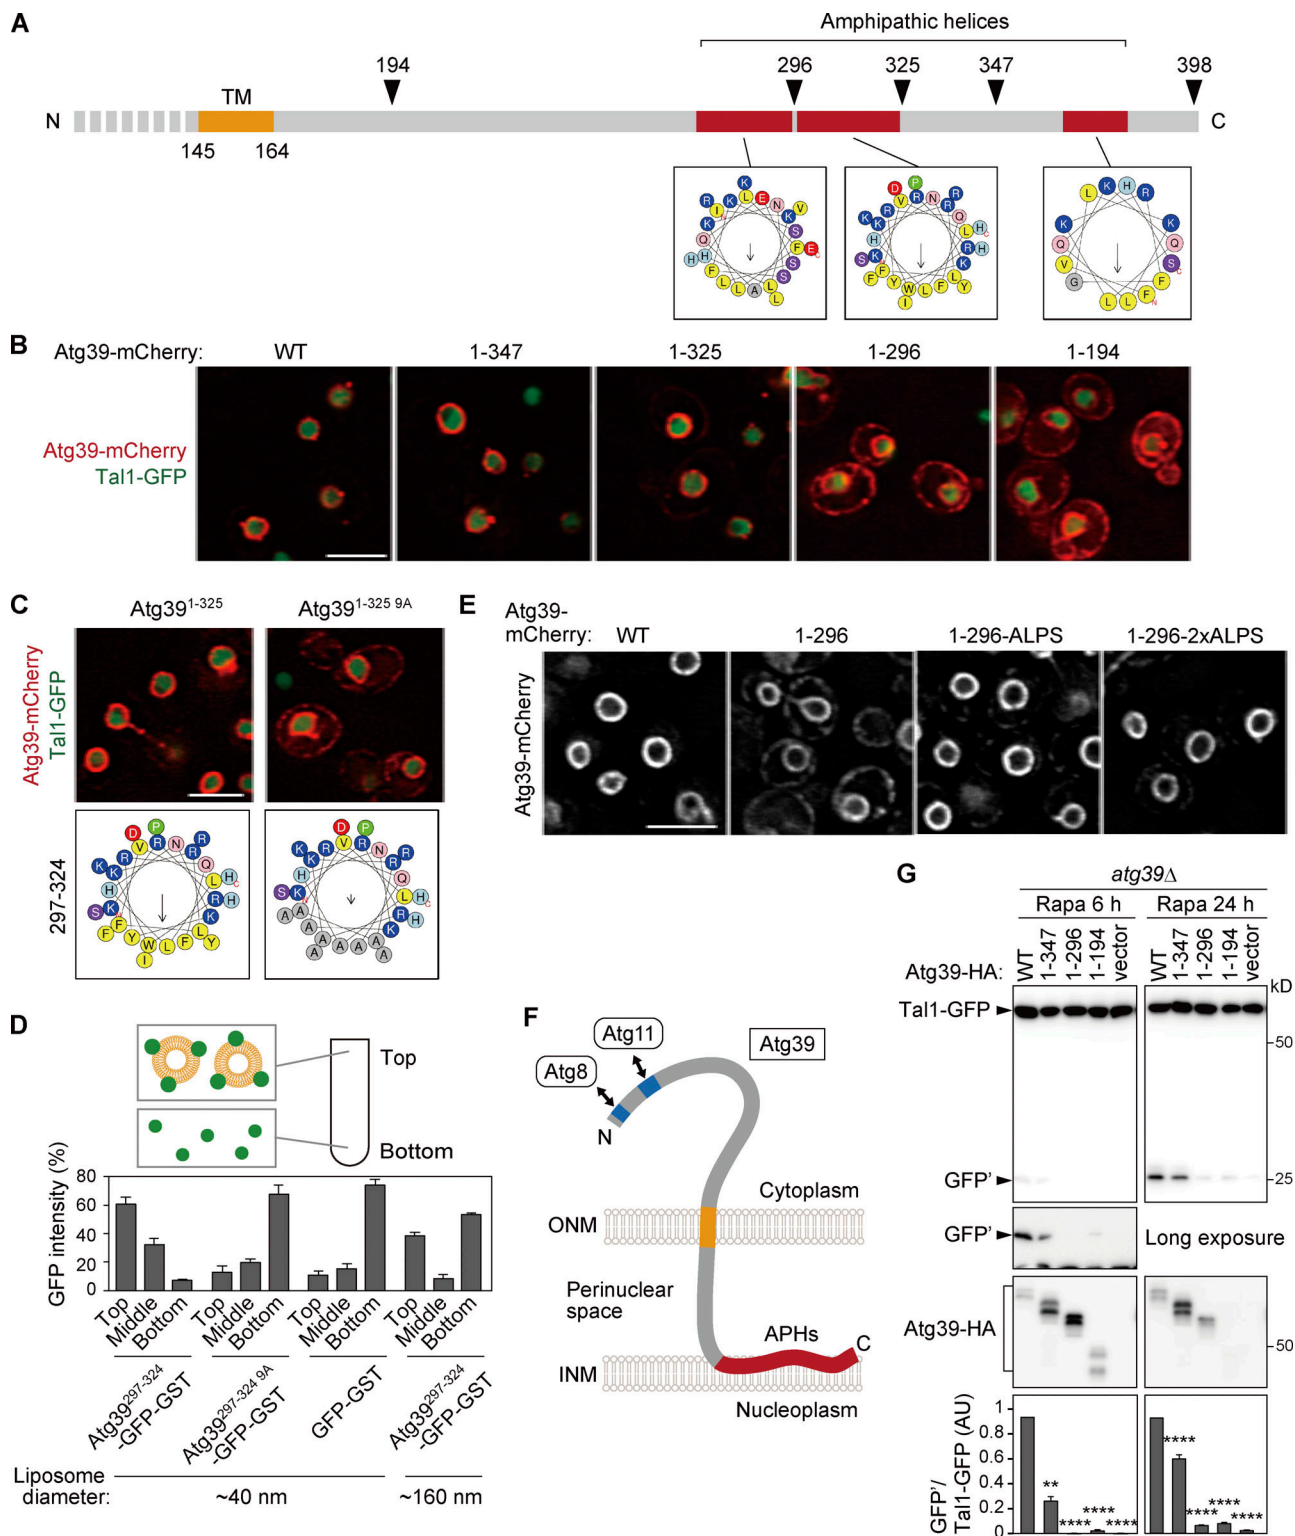 A
Amphipathic helices
194
296
325
347
398
TM
N
C
145
164
B
Atg39-mCherry:
WT
1-347
1-325
1-296
1-194
Atg39-mCherry
Tal1-GFP
C
Atg39 1-325
Atg39 1-325 9A
Atg39-mCherry
Tal1-GFP
297-324
D
Top
Bottom
GFP intensity (%)
80
60
40
20
0
Top
Middle
Bottom
Top
Middle
Bottom
Top
Middle
Bottom
Top
Middle
Bottom
Atg39 297-324
-GFP-GST
Atg39 297-324 9A
-GFP-GST
GFP-GST
Atg39 297-324
-GFP-GST
Liposome
diameter:
~40 nm
~160 nm
E
Atg39-
mCherry:
WT
1-296
1-296-ALPS
1-296-2xALPS
Atg39-mCherry
F
Atg11
Atg8
Atg39
N
Cytoplasm
ONM
Perinuclear
space
APHs
C
INM
Nucleoplasm
G
atg39Δ
Rapa 6 h
Rapa 24 h
Atg39-HA:
WT
1-347
1-296
1-194
vector
WT
1-347
1-296
1-194
vector
kD
Tal1-GFP
50
GFP'
25
GFP'
Long exposure
Atg39-HA
50
GFP'/
Tal1-GFP (AU)
1
0.8
0.6
0.4
0.2
0
**
****
****
****
****
****
****
****